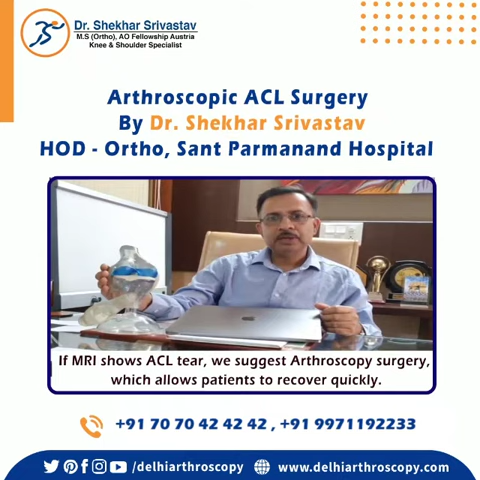 Dr. Shekhar Srivastav
M.S (Ortho), AO Fellowship Austria
Knee & Shoulder Specialist
Arthroscopic ACL Surgery
By Dr. Shekhar Srivastav
HOD - Ortho, Sant Parmanand Hospital
If MRI shows ACL tear, we suggest Arthroscopy surgery,
which allows patients to recover quickly.
+91 70 70 42 42 42 , +91 9971192233
/delhiarthroscopy www.delhiarthroscopy.com